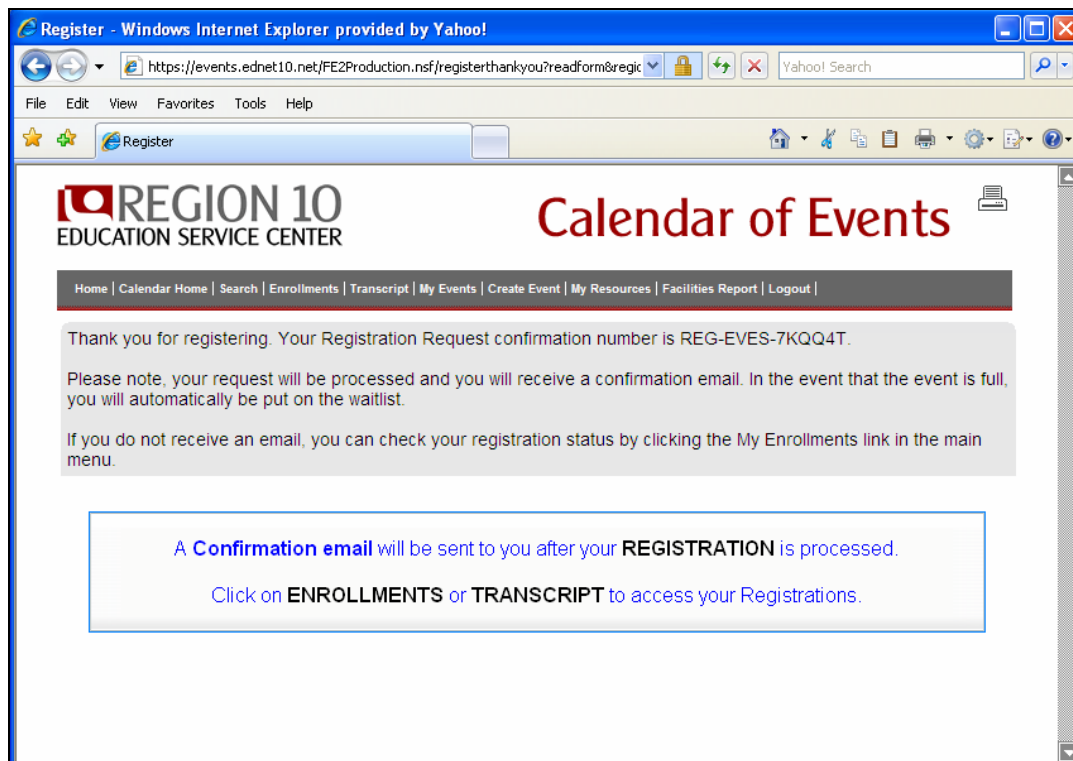 Register - Windows Internet Explorer provided by Yahoo!
https://events.ednet10.net/FE2Production.nsf/registerthankyou?readform&regic
Yahoo! Search
File Edit View Favorites Tools Help
Register
REGION 10
EDUCATION SERVICE CENTER
Calendar of Events
Home | Calendar Home | Search | Enrollments | Transcript | My Events | Create Event | My Resources | Facilities Report | Logout |
Thank you for registering. Your Registration Request confirmation number is REG-EVES-7KQQ4T.
Please note, your request will be processed and you will receive a confirmation email. In the event that the event is full,
you will automatically be put on the waitlist.
If you do not receive an email, you can check your registration status by clicking the My Enrollments link in the main
menu.
A Confirmation email will be sent to you after your REGISTRATION is processed.
Click on ENROLLMENTS or TRANSCRIPT to access your Registrations.